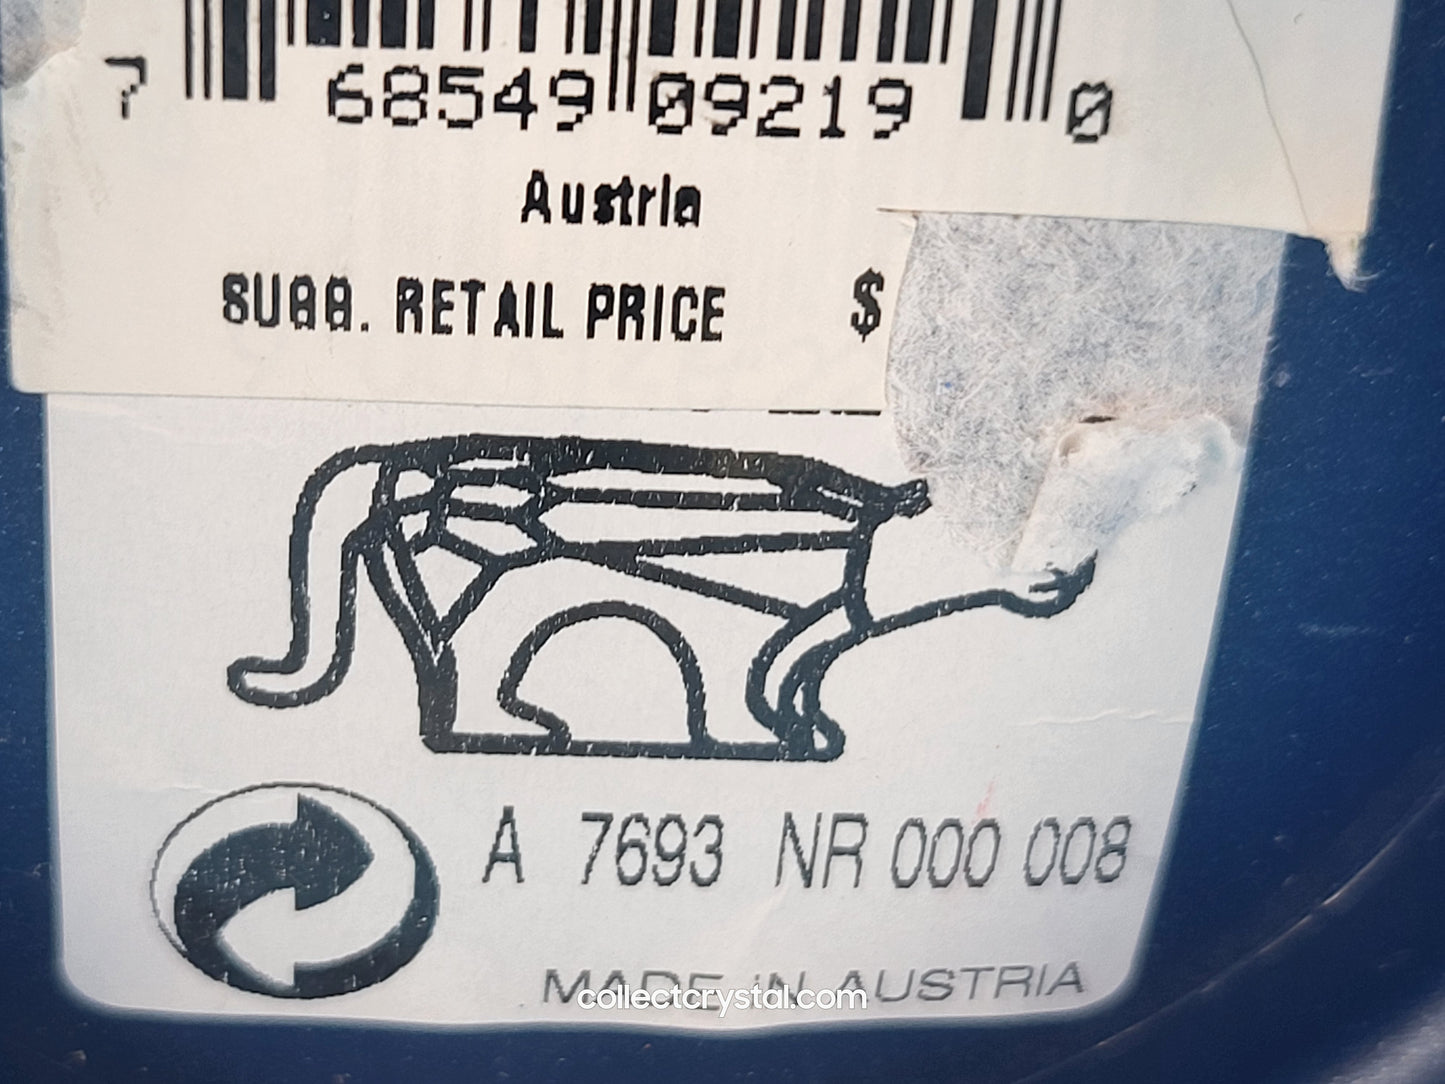 7 68549 09219 0
Austria
SUGG. RETAIL PRICE $
A 7693 NR 000 008
MADE IN AUSTRIA
collectcrystal.com